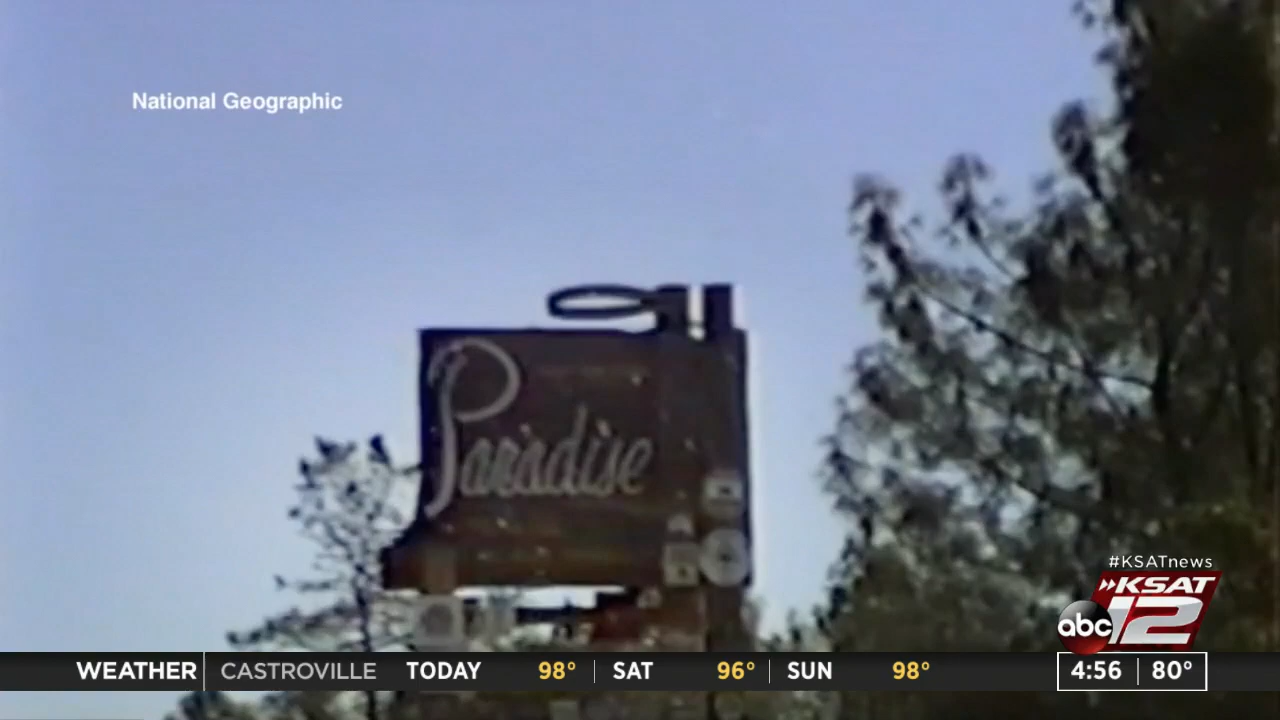 National Geographic
Paradise
#KSATnews
KSAT
abc 12
WEATHER CASTROVILLE TODAY 98° SAT 96° SUN 98° 4:56 80°